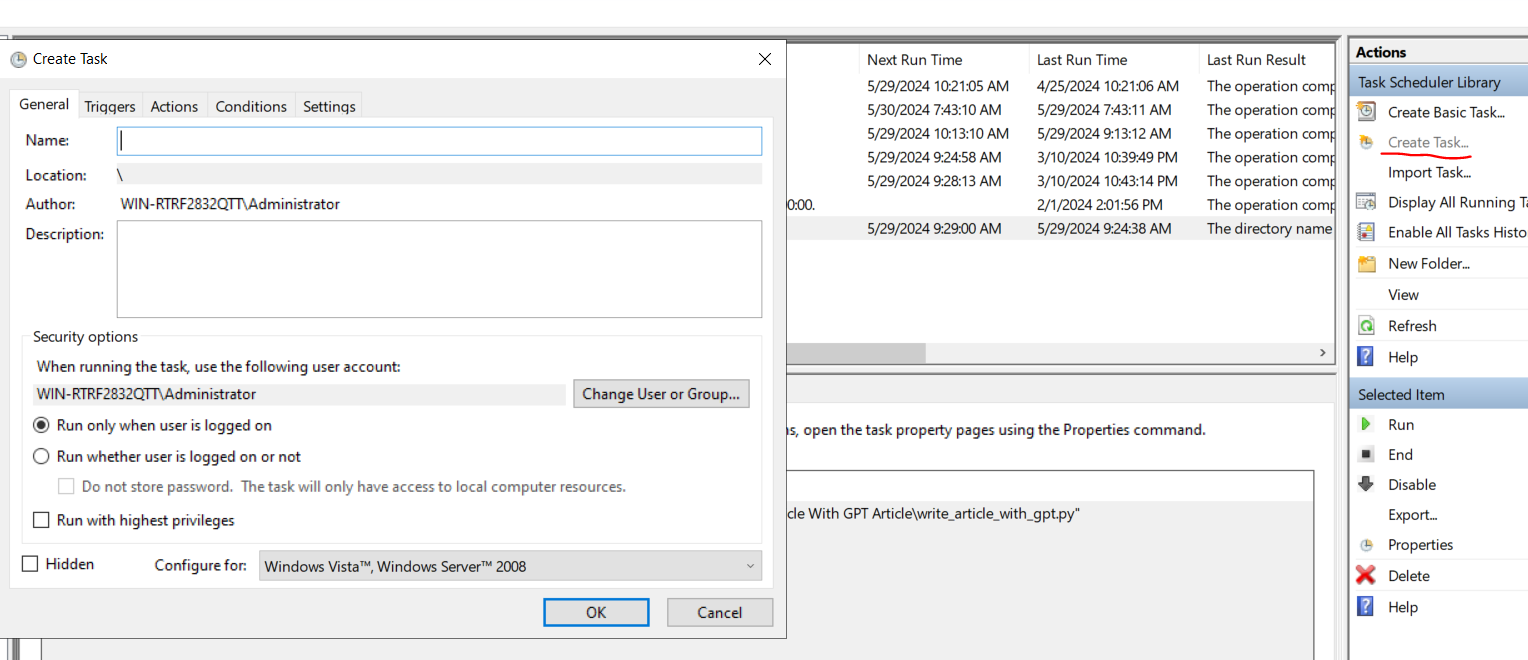 Create Task
General Triggers Actions Conditions Settings
Name:
Location: \
Author: WIN-RTRF2832QTT\Administrator
Description:
Security options
When running the task, use the following user account:
WIN-RTRF2832QTT\Administrator
Change User or Group...
Run only when user is logged on
Run whether user is logged on or not
Do not store password. The task will only have access to local computer resources.
Run with highest privileges
Hidden
Configure for: Windows Vista™, Windows Server™ 2008
OK Cancel
Next Run Time Last Run Time Last Run Result
5/29/2024 10:21:05 AM 4/25/2024 10:21:06 AM The operation comp
5/30/2024 7:43:10 AM 5/29/2024 7:43:11 AM The operation comp
5/29/2024 10:13:10 AM 5/29/2024 9:13:12 AM The operation comp
5/29/2024 9:24:58 AM 3/10/2024 10:39:49 PM The operation comp
5/29/2024 9:28:13 AM 3/10/2024 10:43:14 PM The operation comp
0:00. 2/1/2024 2:01:56 PM The operation comp
5/29/2024 9:29:00 AM 5/29/2024 9:24:38 AM The directory name
ns, open the task property pages using the Properties command.
cle With GPT Article\write_article_with_gpt.py"
Actions
Task Scheduler Library
Create Basic Task...
Create Task...
Import Task...
Display All Running Ta
Enable All Tasks Histo
New Folder...
View
Refresh
Help
Selected Item
Run
End
Disable
Export...
Properties
Delete
Help